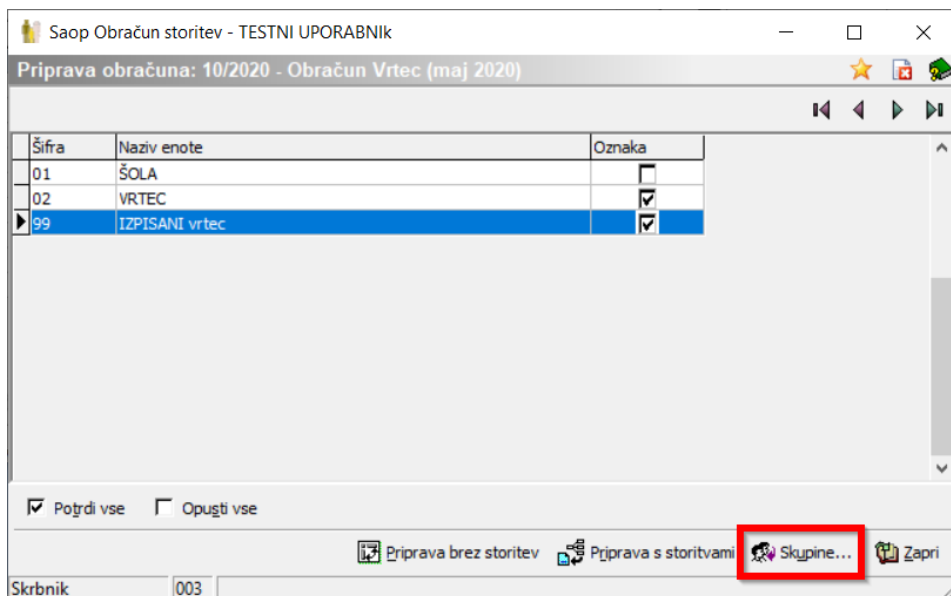 Saop Obračun storitev - TESTNI UPORABNIk
Priprava obračuna: 10/2020 - Obračun Vrtec (maj 2020)
Šifra Naziv enote Oznaka
01 ŠOLA
02 VRTEC
99 IZPISANI vrtec
Potrdi vse Opusti vse
Priprava brez storitev Priprava s storitvami Skupine... Zapri
Skrbnik 003